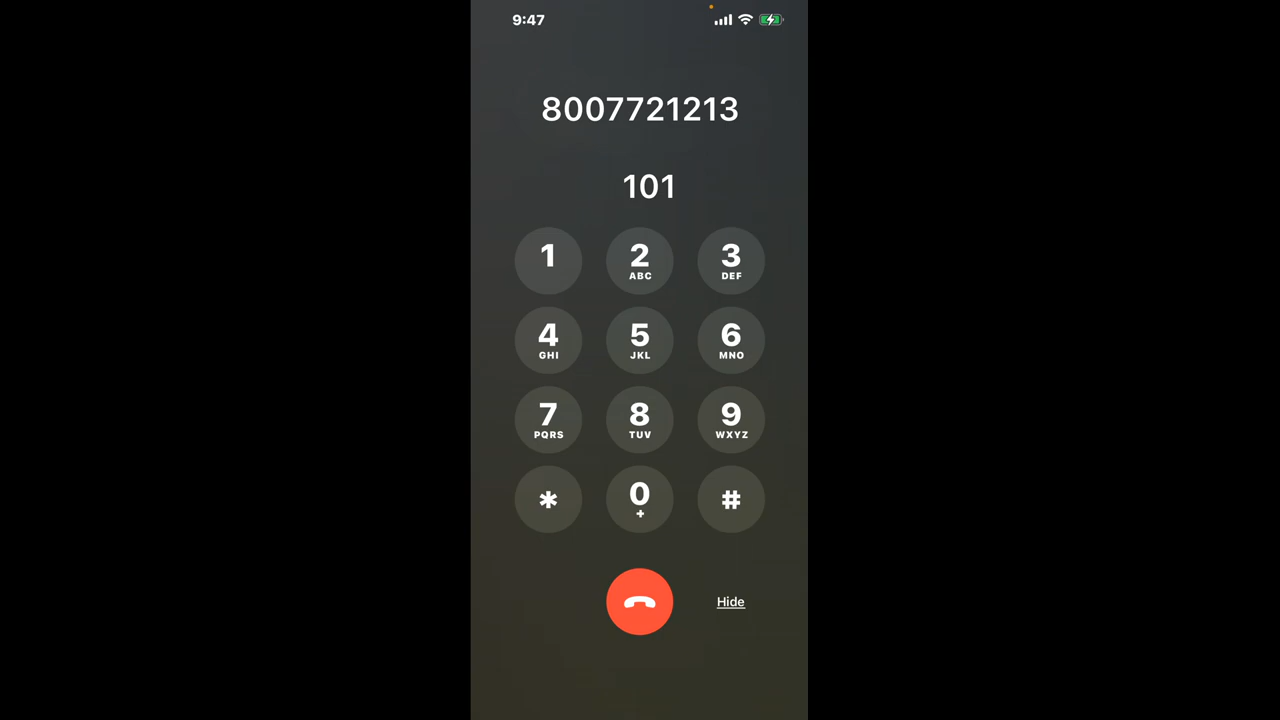 9:47
8007721213
101
1 2 3
ABC DEF
4 5 6
GHI JKL MNO
7 8 9
PQRS TUV WXYZ
* 0 #
+
Hide